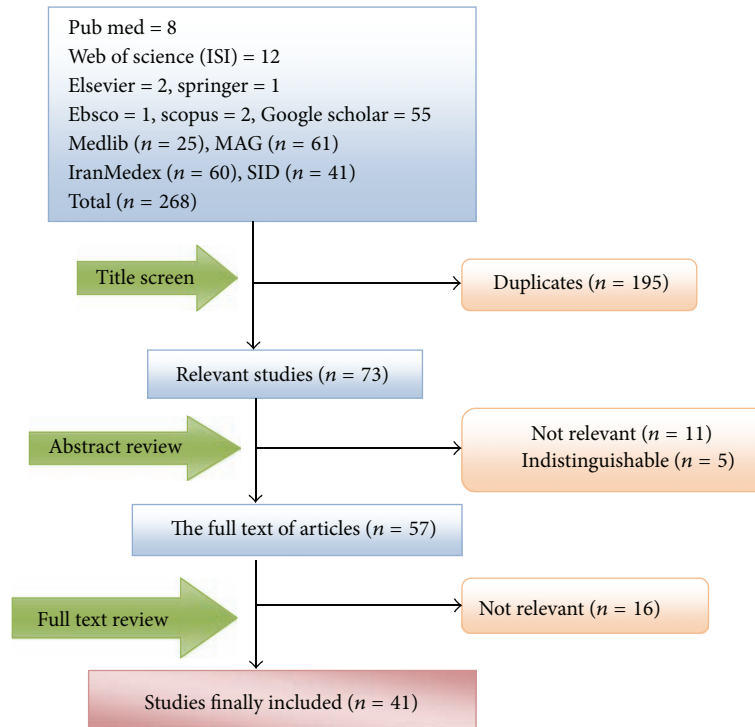 Pub med = 8
Web of science (ISI) = 12
Elsevier = 2, springer = 1
Ebsco = 1, scopus = 2, Google scholar = 55
Medlib (n = 25), MAG (n = 61)
IranMedex (n = 60), SID (n = 41)
Total (n = 268)
Title screen
Duplicates (n = 195)
Relevant studies (n = 73)
Abstract review
Not relevant (n = 11)
Indistinguishable (n = 5)
The full text of articles (n = 57)
Full text review
Not relevant (n = 16)
Studies finally included (n = 41)